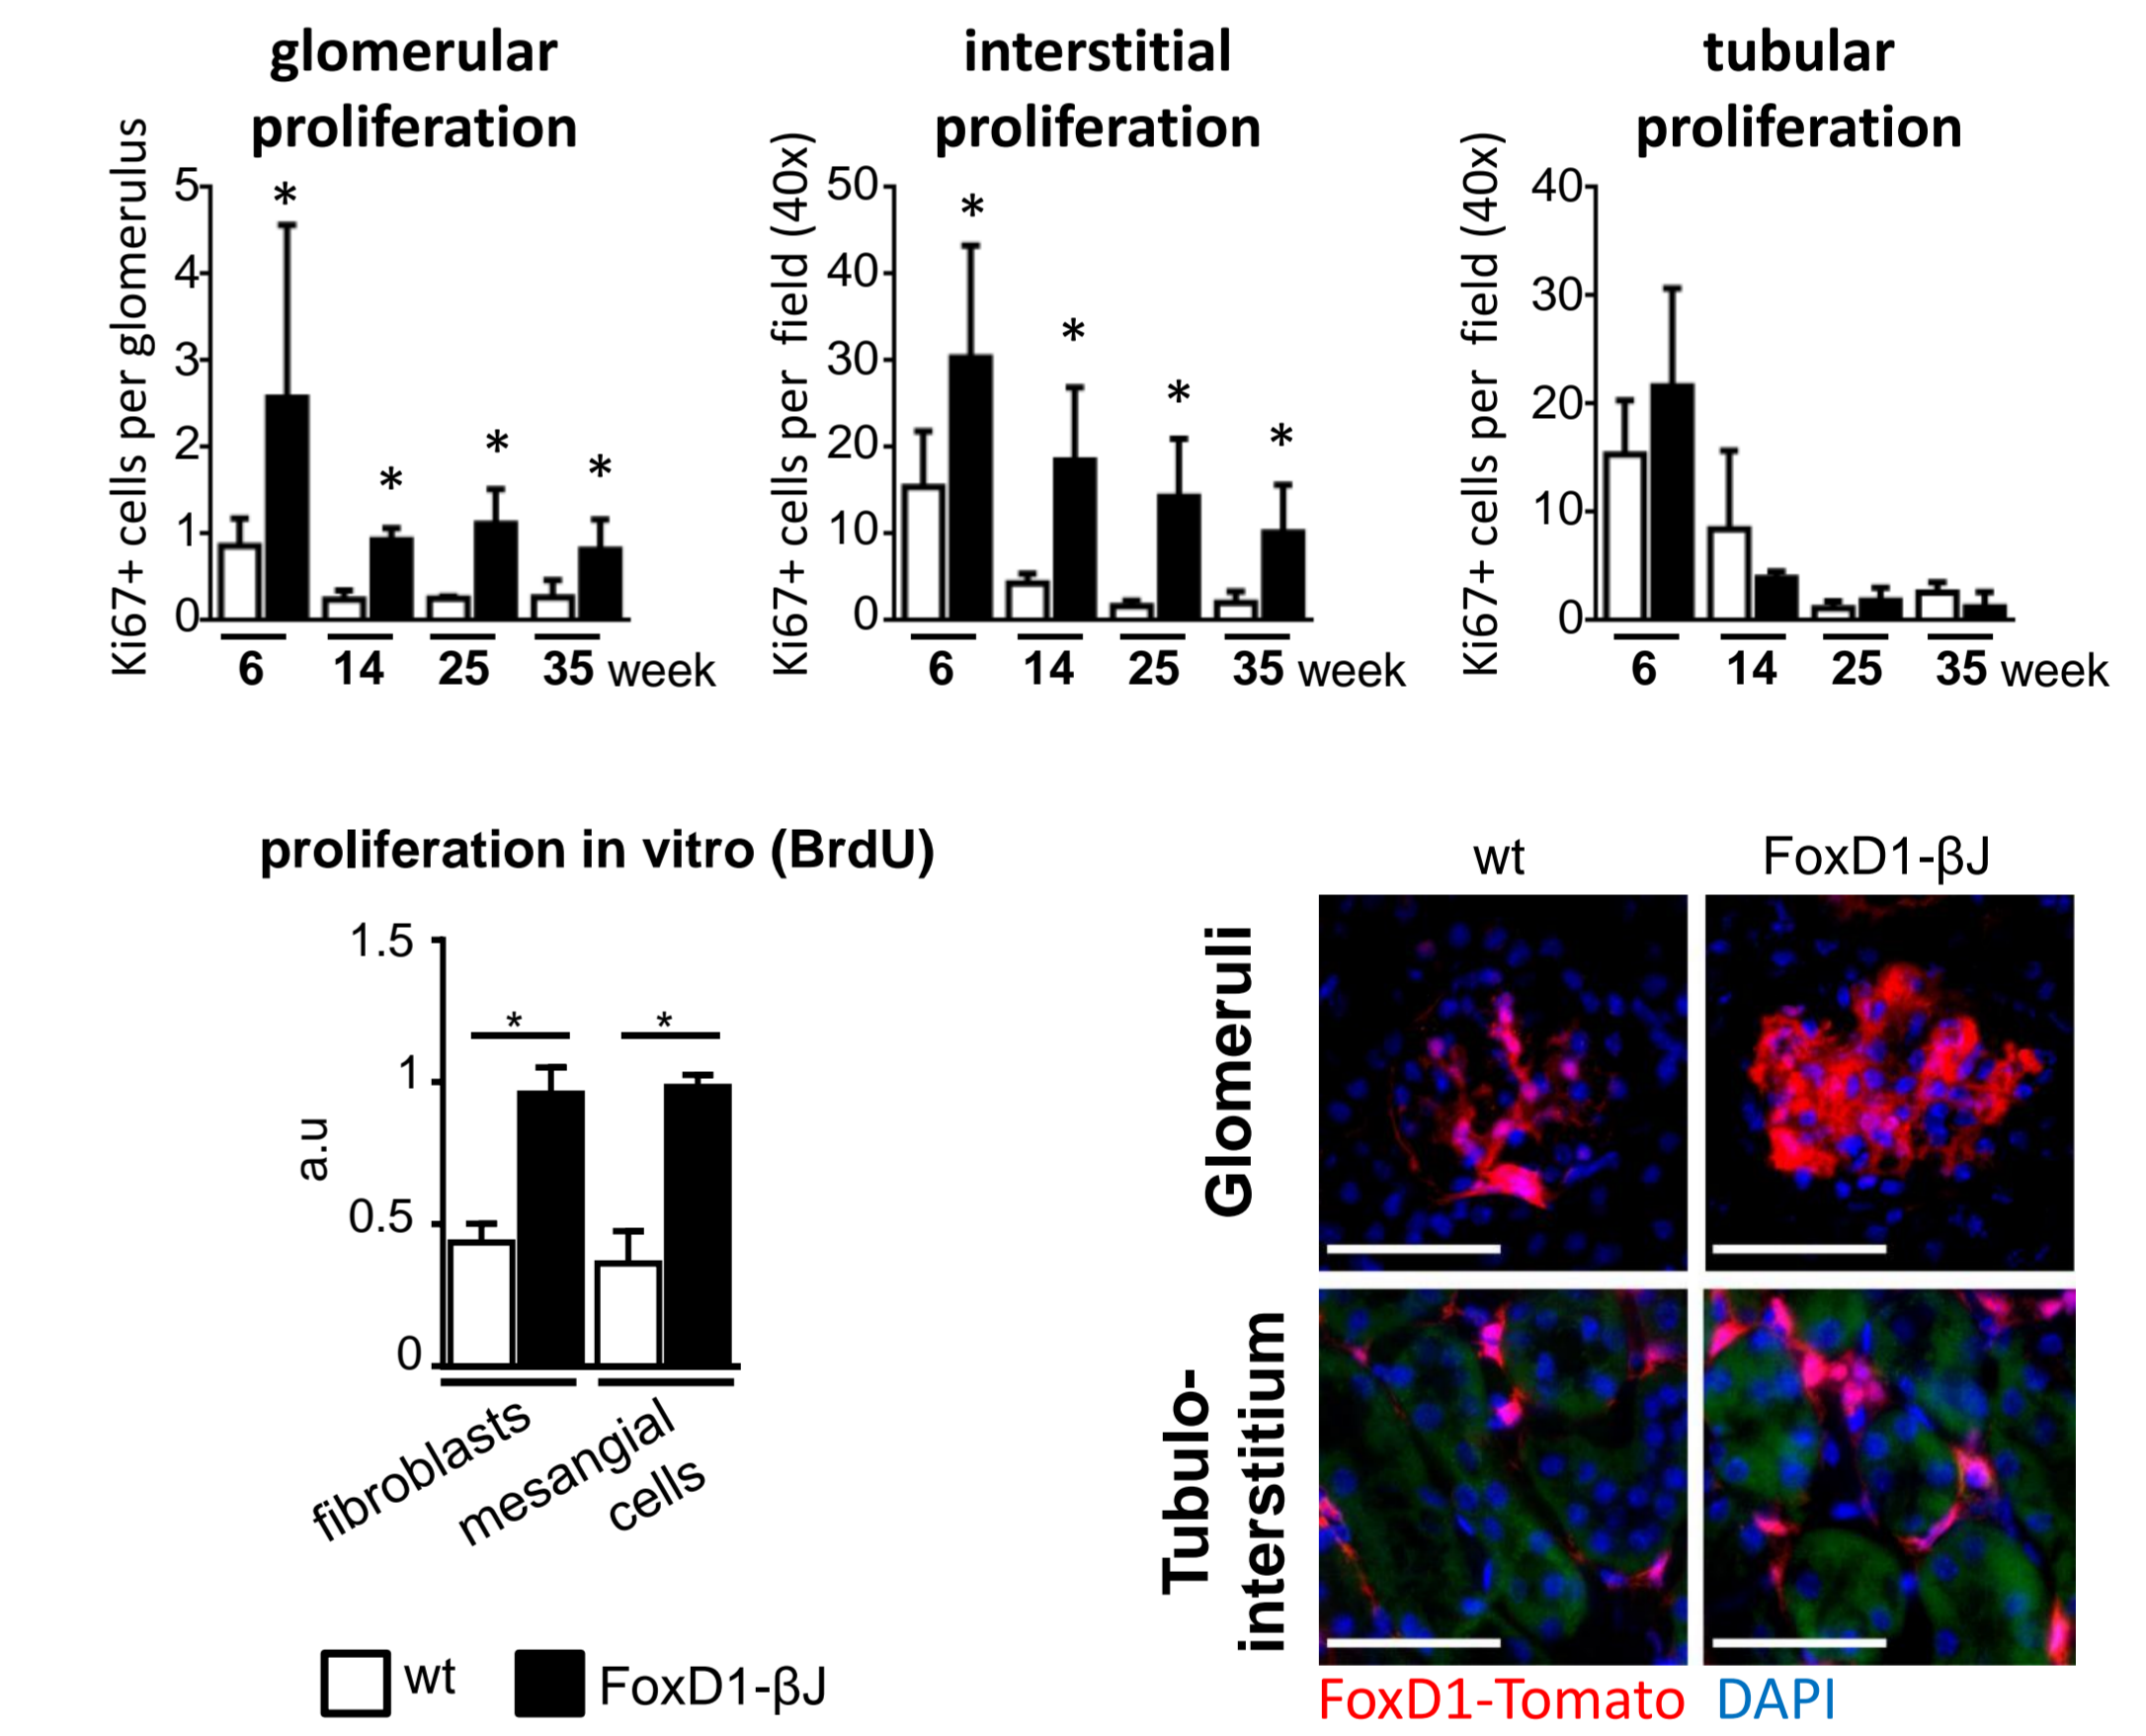 glomerular
proliferation
Ki67+ cells per glomerulus
5
4
3
2
1
0
*
*
*
*
6 14 25 35 week
interstitial
proliferation
Ki67+ cells per field (40x)
50
40
30
20
10
0
*
*
*
*
6 14 25 35 week
tubular
proliferation
Ki67+ cells per field (40x)
40
30
20
10
0
6 14 25 35 week
proliferation in vitro (BrdU)
a.u
1.5
1
0.5
0
* *
fibroblasts
mesangial
cells
wt FoxD1-βJ
wt FoxD1-βJ
Glomeruli
Tubulo-
interstitium
FoxD1-Tomato DAPI